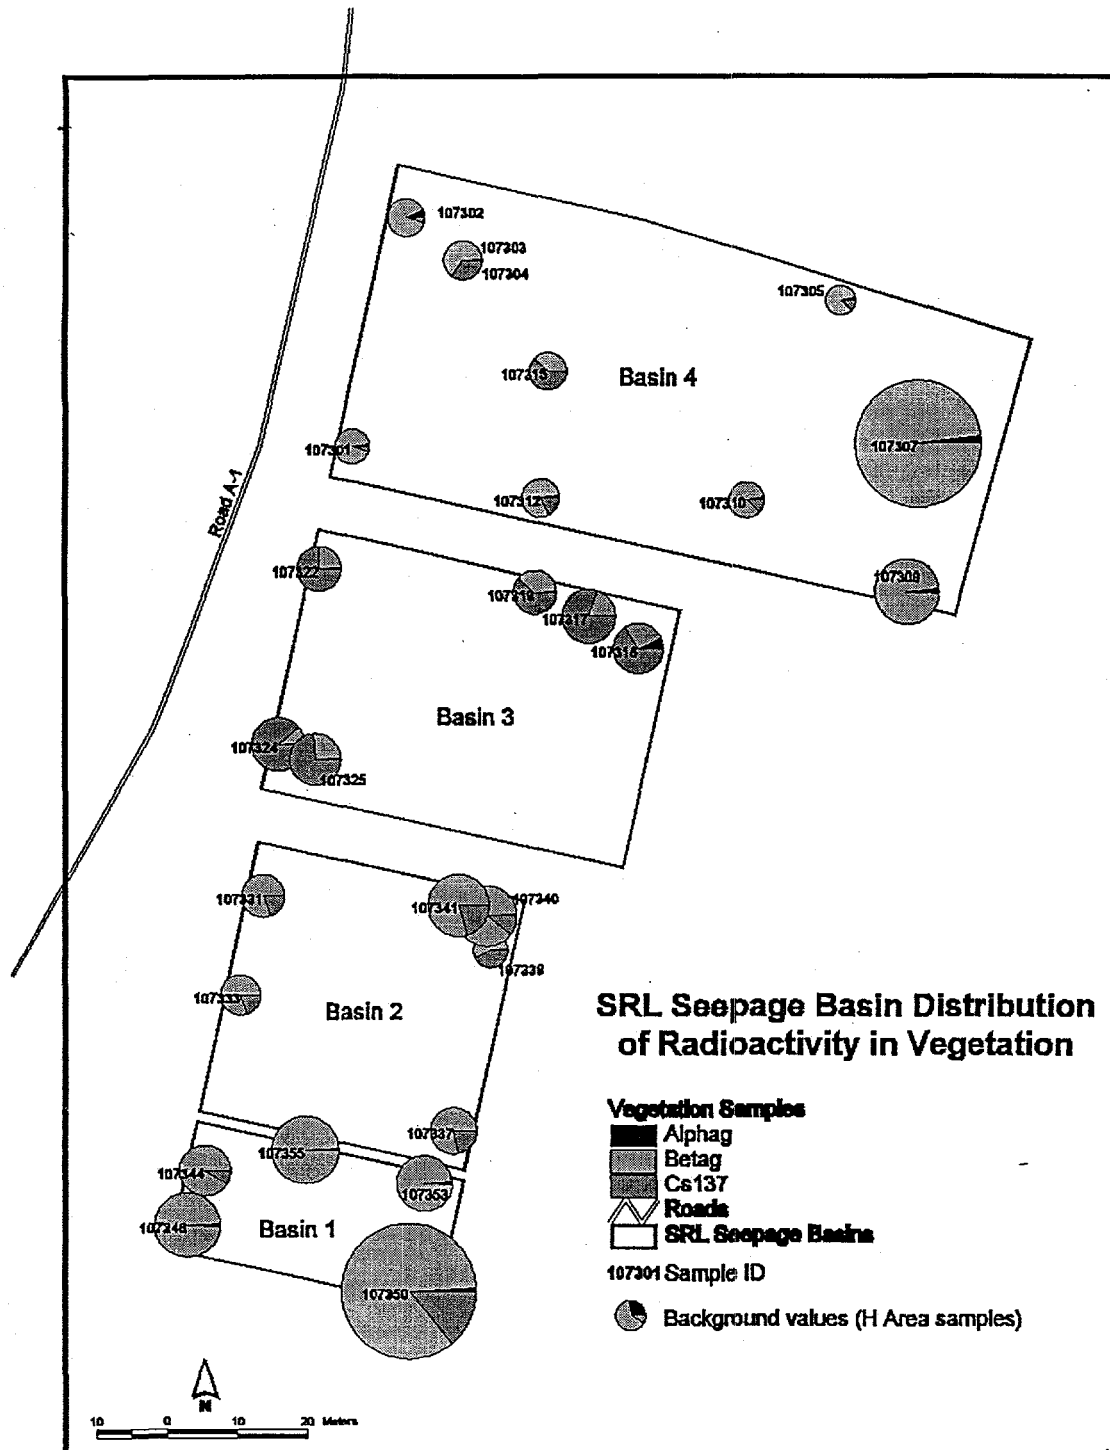 107302
107303
107304
107305
107315
Basin 4
107307
107301
107312
107310
Road A-1
107308
107322
107319
107317
107324
Basin 3
107325
107331
107341
107340
107339
107333
Basin 2
SRL Seepage Basin Distribution
of Radioactivity in Vegetation
Vegetation Samples
107337
Alphag
107355
Betag
107344
107353
Cs137
Roads
Basin 1
SRL Seepage Basins
107301 Sample ID
107350
Background values (H Area samples)
N
10 0 10 20 Meters